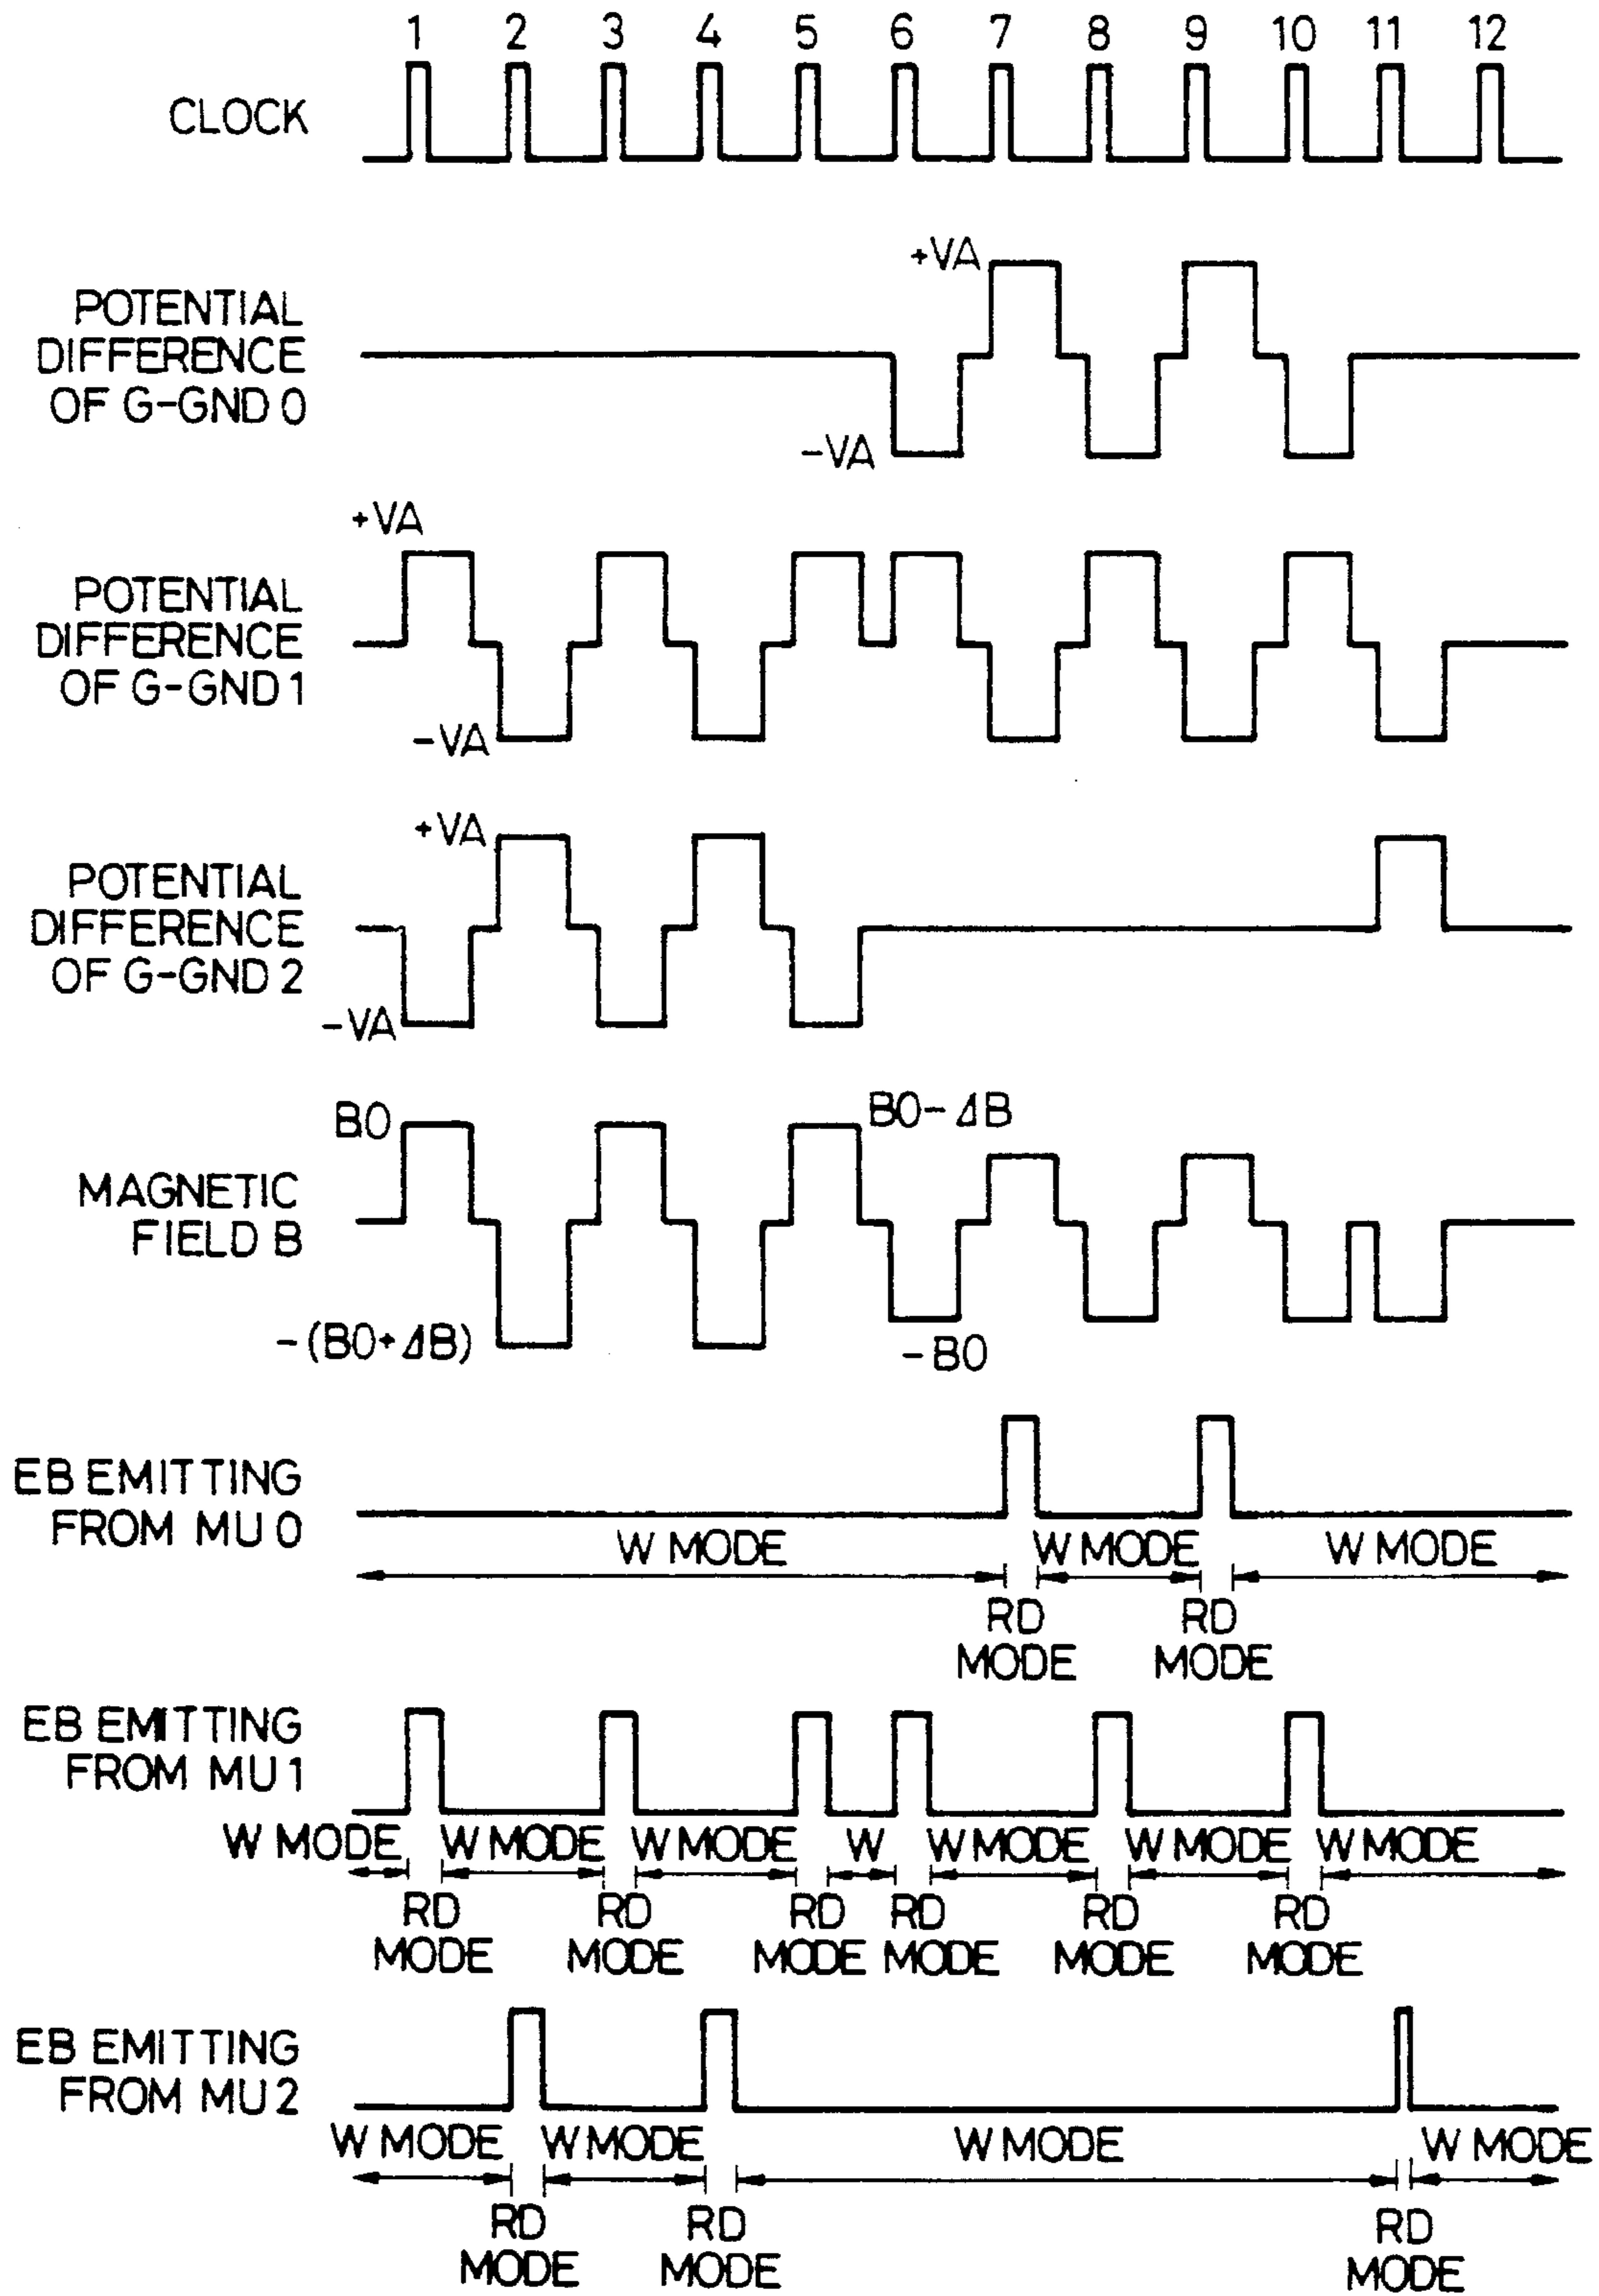 1 2 3 4 5 6 7 8 9 10 11 12
CLOCK
+VA
POTENTIAL
DIFFERENCE
OF G-GND 0
-VA
+VA
POTENTIAL
DIFFERENCE
OF G-GND 1
-VA
+VA
POTENTIAL
DIFFERENCE
OF G-GND 2
-VA
B0 B0-ΔB
MAGNETIC
FIELD B
-(B0+ΔB) -B0
EB EMITTING
FROM MU 0
W MODE W MODE W MODE
RD RD
MODE MODE
EB EMITTING
FROM MU 1
W MODE W MODE W MODE W W MODE W MODE W MODE
RD RD RD RD RD RD
MODE MODE MODE MODE MODE MODE
EB EMITTING
FROM MU 2
W MODE W MODE W MODE W MODE
RD RD RD
MODE MODE MODE